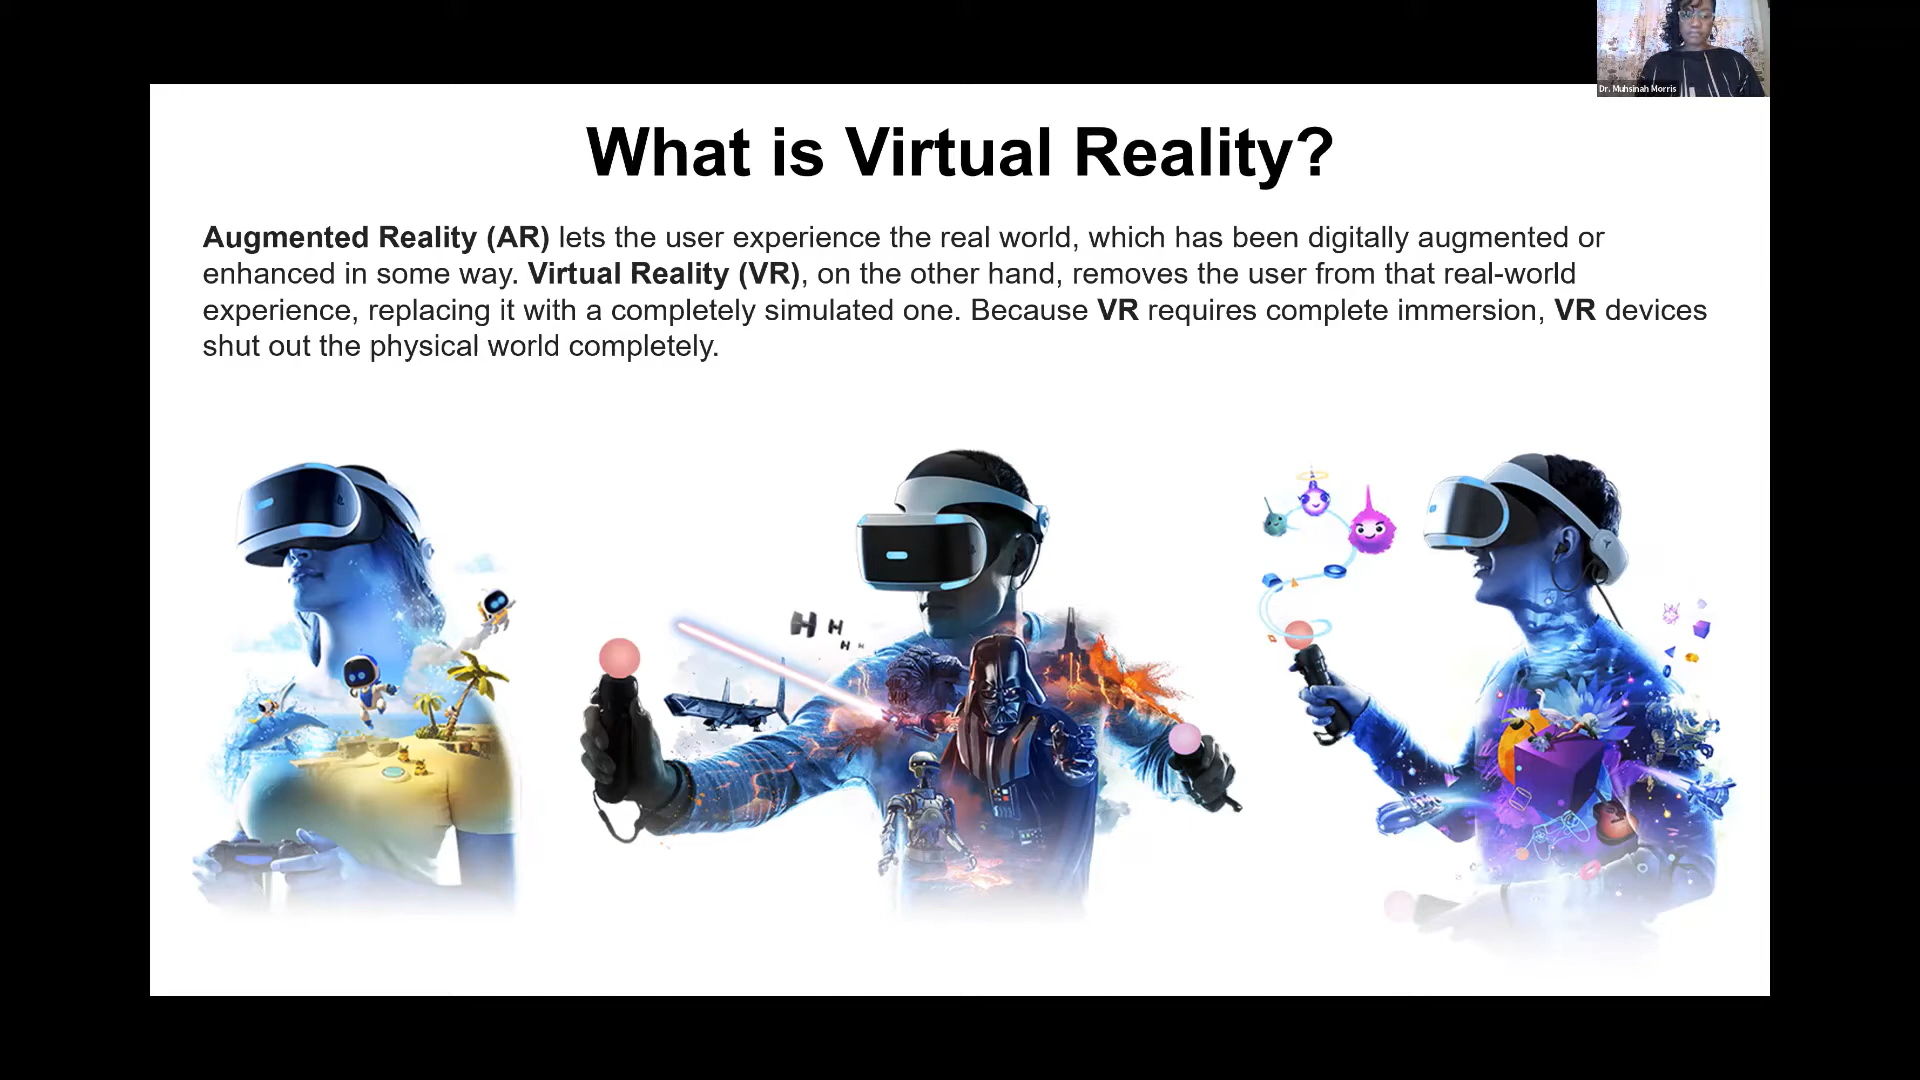 Dr. Muhsinah Morris
What is Virtual Reality?
Augmented Reality (AR) lets the user experience the real world, which has been digitally augmented or
enhanced in some way. Virtual Reality (VR), on the other hand, removes the user from that real-world
experience, replacing it with a completely simulated one. Because VR requires complete immersion, VR devices
shut out the physical world completely.